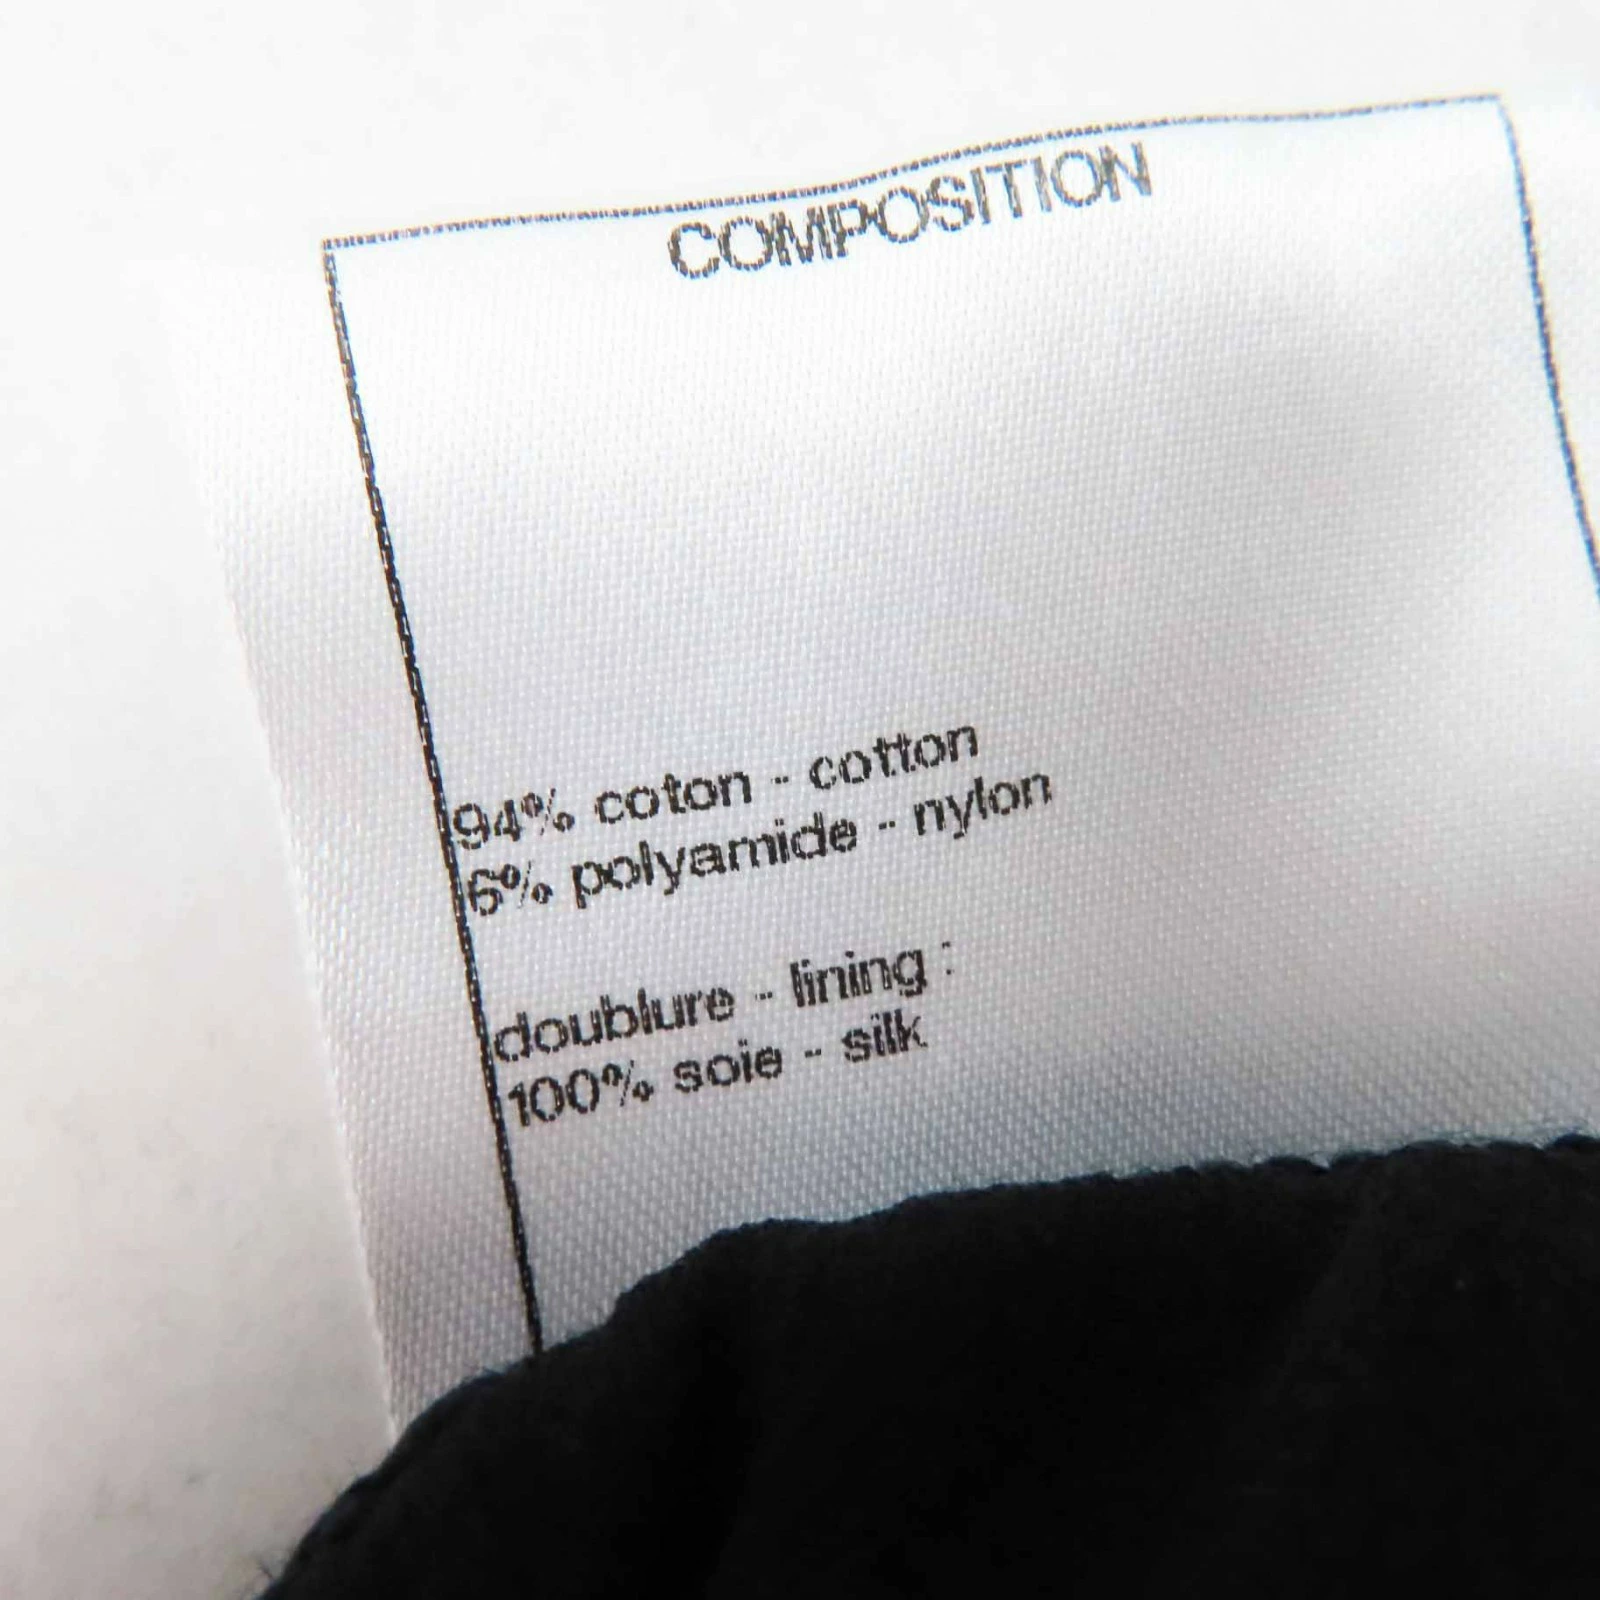 COMPOSITION
94% coton - cotton
6% polyamide - nylon
doublure - lining :
100% soie - silk